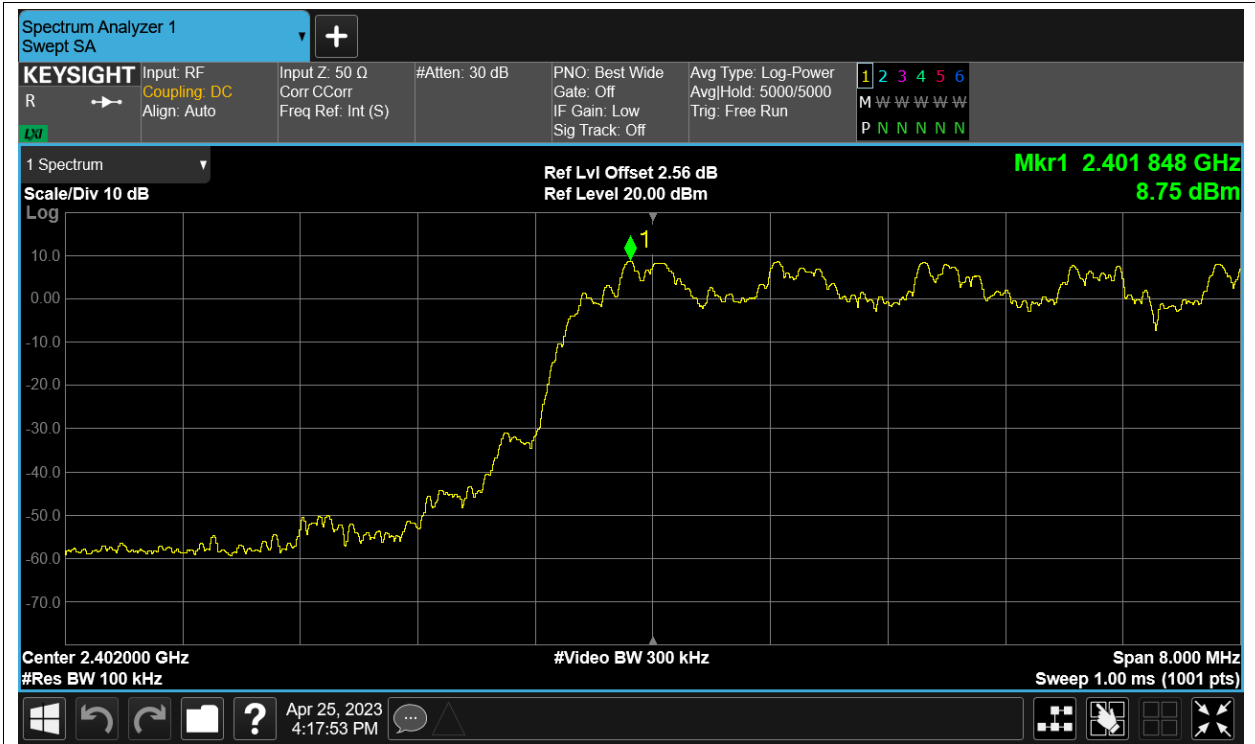 Spectrum Analyzer 1
Swept SA
KEYSIGHT
R
LXI
Input: RF
Coupling: DC
Align: Auto
Input Z: 50 Ω
Corr CCorr
Freq Ref: Int (S)
#Atten: 30 dB
PNO: Best Wide
Gate: Off
IF Gain: Low
Sig Track: Off
Avg Type: Log-Power
Avg|Hold: 5000/5000
Trig: Free Run
1 2 3 4 5 6
M W W W W W
P N N N N N
1 Spectrum
Scale/Div 10 dB
Log
Ref Lvl Offset 2.56 dB
Ref Level 20.00 dBm
Mkr1 2.401 848 GHz
8.75 dBm
1
10.0
0.00
-10.0
-20.0
-30.0
-40.0
-50.0
-60.0
-70.0
Center 2.402000 GHz
#Res BW 100 kHz
#Video BW 300 kHz
Span 8.000 MHz
Sweep 1.00 ms (1001 pts)
?
Apr 25, 2023
4:17:53 PM